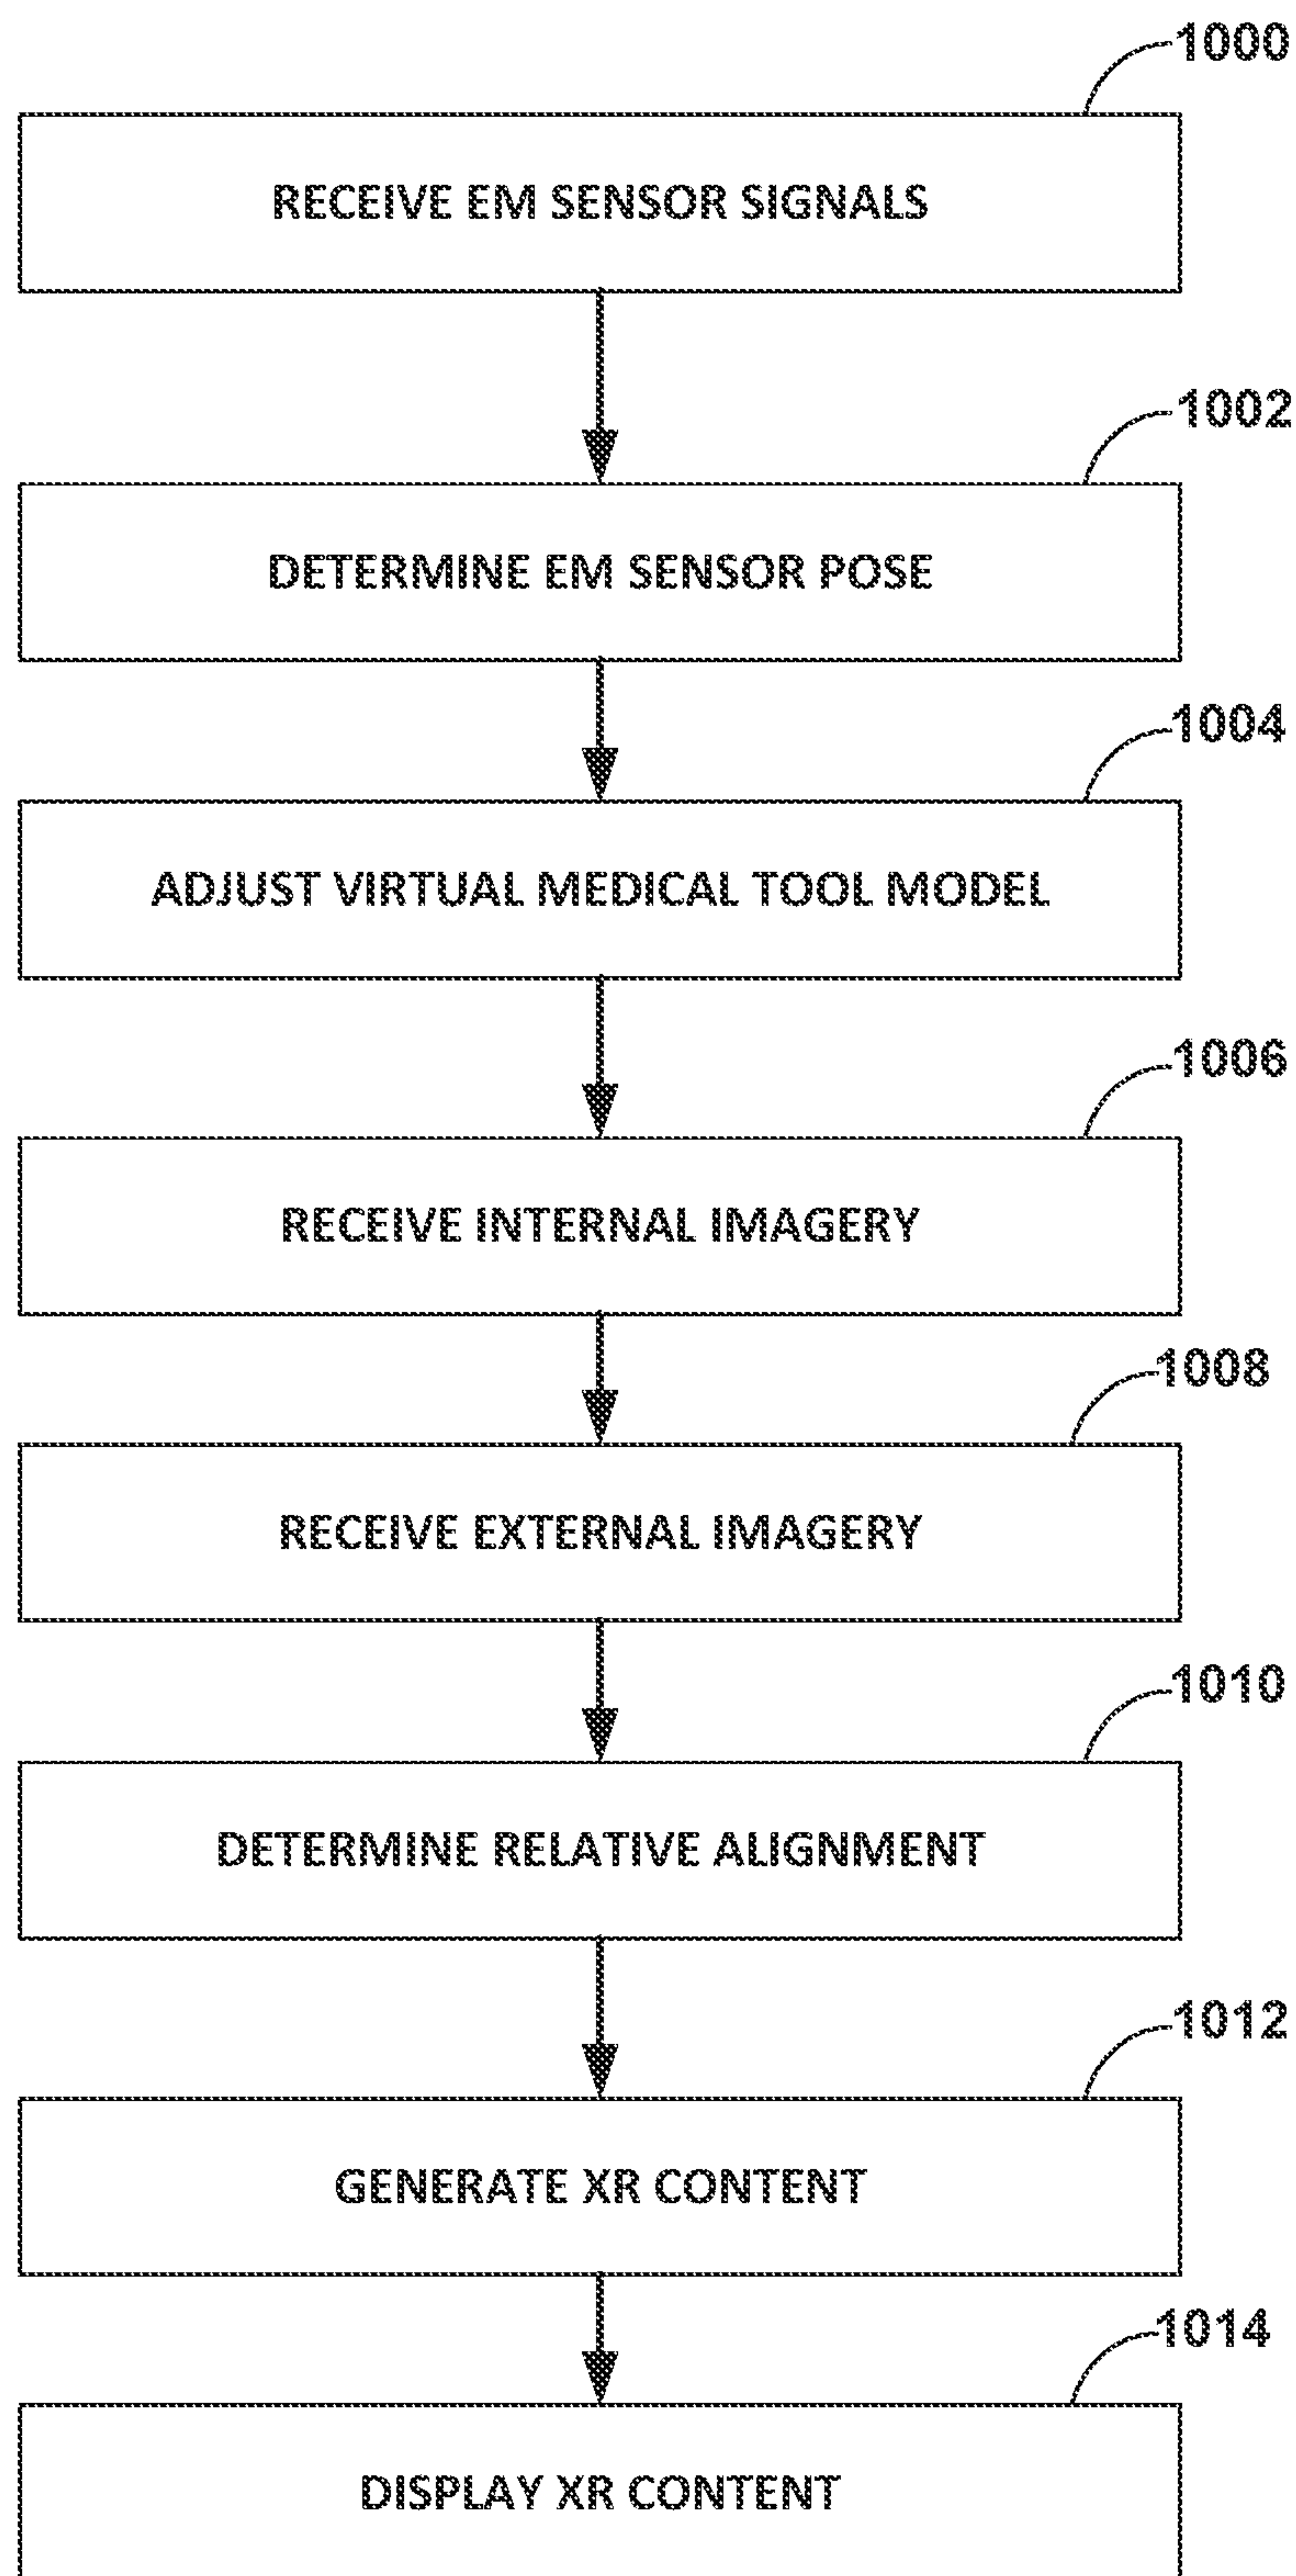 1000
RECEIVE EM SENSOR SIGNALS
1002
DETERMINE EM SENSOR POSE
1004
ADJUST VIRTUAL MEDICAL TOOL MODEL
1006
RECEIVE INTERNAL IMAGERY
1008
RECEIVE EXTERNAL IMAGERY
1010
DETERMINE RELATIVE ALIGNMENT
1012
GENERATE XR CONTENT
1014
DISPLAY XR CONTENT